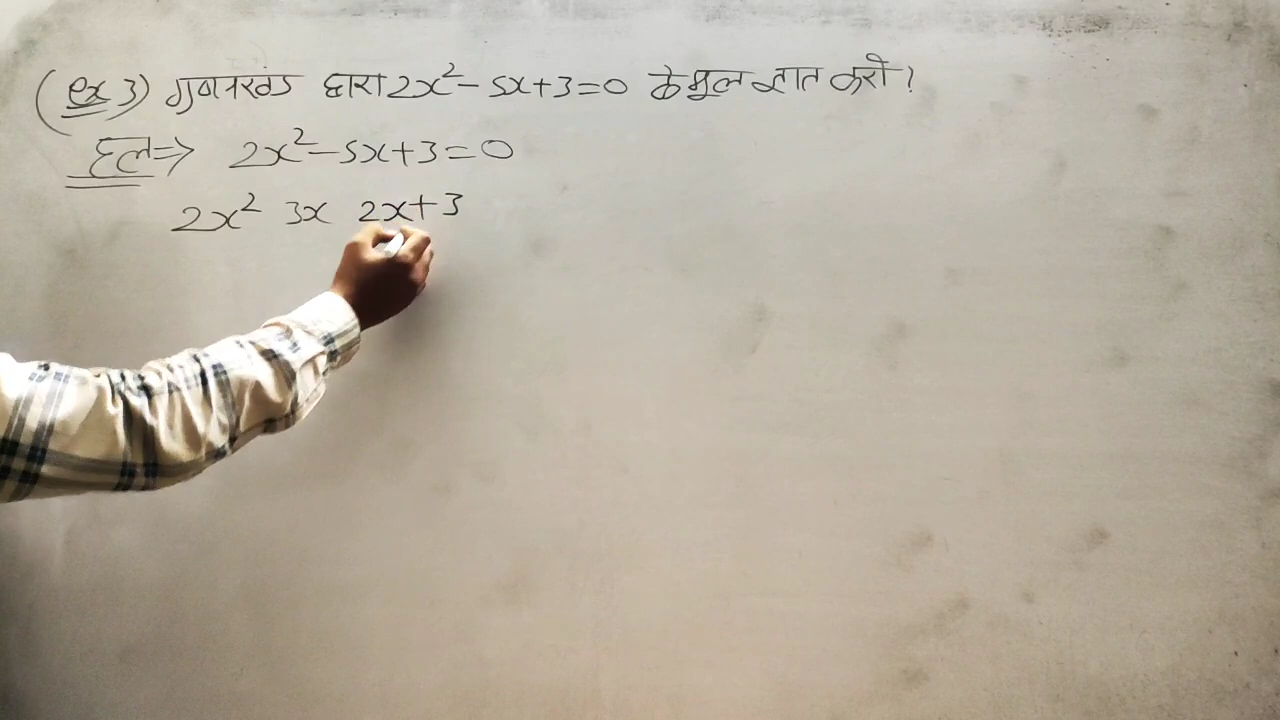 (ex 3) गुणनखंड द्वारा 2x² - 5x + 3 = 0 के मूल ज्ञात करो ?
हल ⇒ 2x² - 5x + 3 = 0
2x² 3x 2x + 3